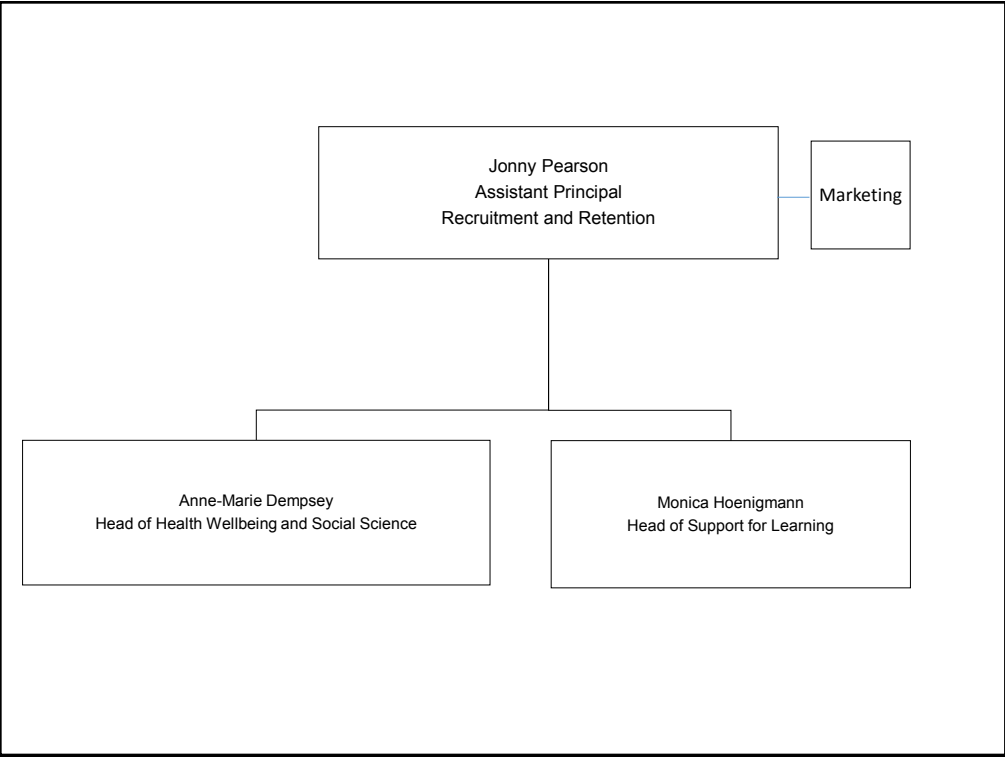 Jonny Pearson
Assistant Principal
Recruitment and Retention
Marketing
Anne-Marie Dempsey
Head of Health Wellbeing and Social Science
Monica Hoenigmann
Head of Support for Learning